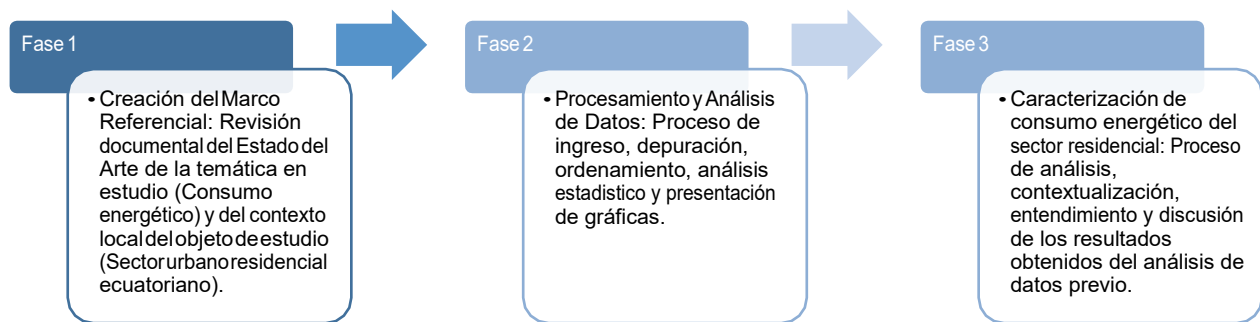 Fase 1
• Creación del Marco
Referencial: Revisión
documental del Estado del
Arte de la temática en
estudio (Consumo
energético) y del contexto
local del objeto de estudio
(Sector urbano residencial
ecuatoriano).
Fase 2
• Procesamiento y Análisis
de Datos: Proceso de
ingreso, depuración,
ordenamiento, análisis
estadistico y presentación
de gráficas.
Fase 3
• Caracterización de
consumo energético del
sector residencial: Proceso
de análisis,
contextualización,
entendimiento y discusión
de los resultados
obtenidos del análisis de
datos previo.